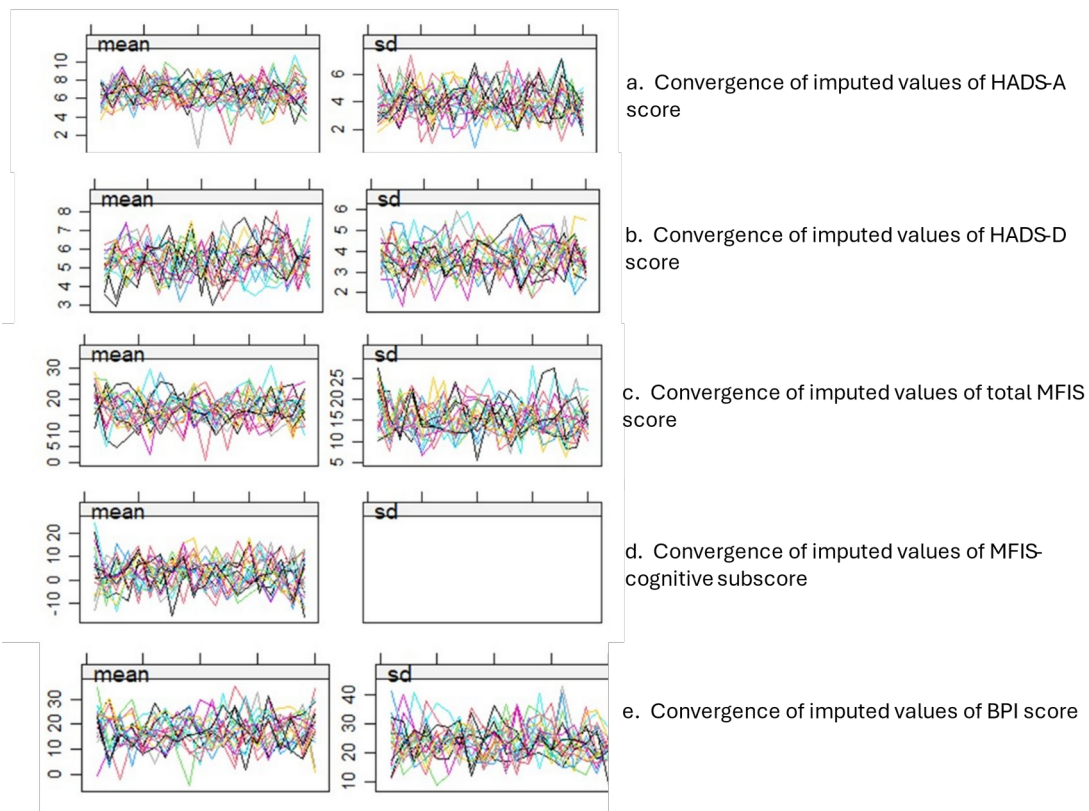 mean sd
10
8
6
4
2
6
4
2
a. Convergence of imputed values of HADS-A
score
mean sd
8
7
6
5
4
3
6
5
4
3
2
b. Convergence of imputed values of HADS-D
score
mean sd
30
20
10
5
0
25
20
15
10
5
c. Convergence of imputed values of total MFIS
score
mean sd
20
10
0
-10
d. Convergence of imputed values of MFIS-
cognitive subscore
mean sd
30
20
10
0
40
30
20
10
e. Convergence of imputed values of BPI score